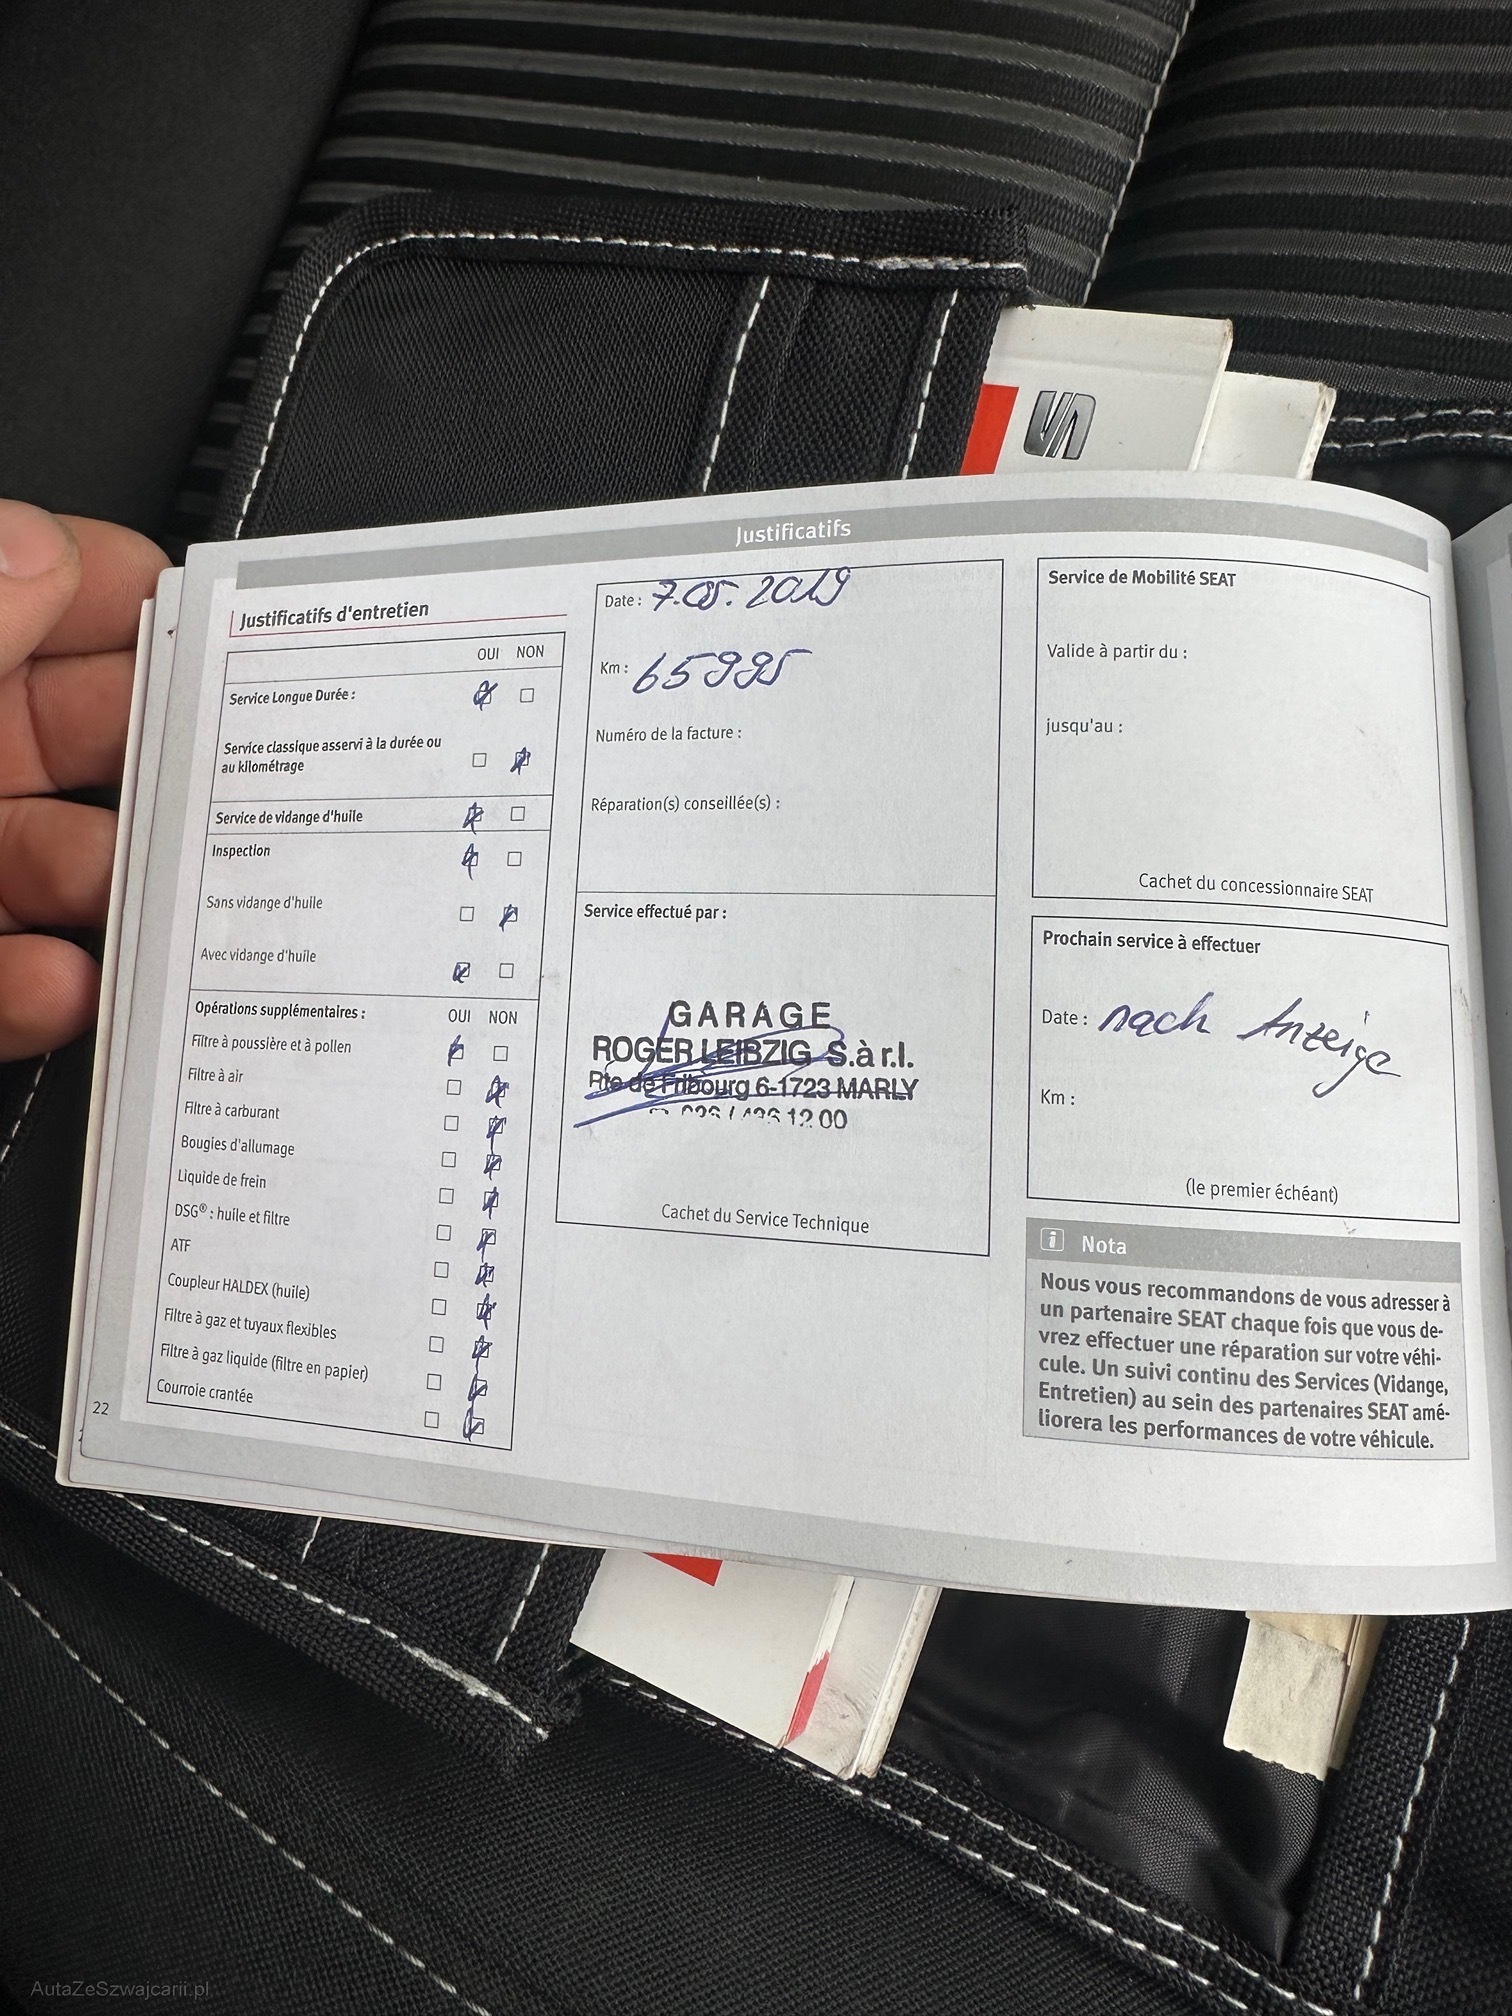 Justificatifs
Justificatifs d'entretien
OUI NON
Service Longue Durée :
Service classique asservi à la durée ou
au kilométrage
Service de vidange d'huile
Inspection
Sans vidange d'huile
Avec vidange d'huile
Opérations supplémentaires : OUI NON
Filtre à poussière et à pollen
Filtre à air
Filtre à carburant
Bougies d'allumage
Liquide de frein
DSG® : huile et filtre
ATF
Coupleur HALDEX (huile)
Filtre à gaz et tuyaux flexibles
Filtre à gaz liquide (filtre en papier)
Courroie crantée
22
Date : 7.05.2019
Km : 65995
Numéro de la facture :
Réparation(s) conseillée(s) :
Service effectué par :
GARAGE
ROGER LEIBZIG S.à r.l.
Rte de Fribourg 6-1723 MARLY
12 00
Cachet du Service Technique
Service de Mobilité SEAT
Valide à partir du :
jusqu'au :
Cachet du concessionnaire SEAT
Prochain service à effectuer
Date : nach Anzeige
Km :
(le premier échéant)
i Nota
Nous vous recommandons de vous adresser à
un partenaire SEAT chaque fois que vous de-
vrez effectuer une réparation sur votre véhi-
cule. Un suivi continu des Services (Vidange,
Entretien) au sein des partenaires SEAT amé-
liorera les performances de votre véhicule.
AutaZeSzwajcarii.pl